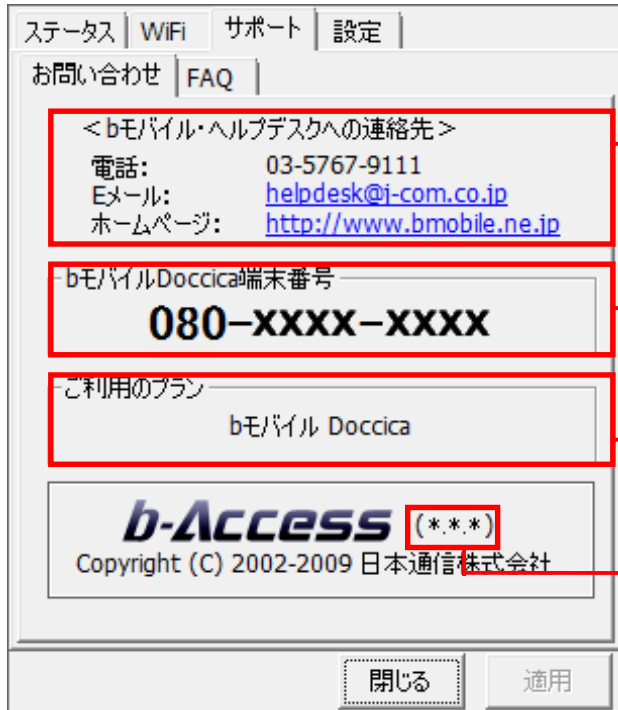 ステータス WiFi サポート 設定
お問い合わせ FAQ
＜bモバイル・ヘルプデスクへの連絡先＞
電話: 03-5767-9111
Eメール: helpdesk@j-com.co.jp
ホームページ: http://www.bmobile.ne.jp
bモバイルDoccica端末番号
080-xxxx-xxxx
ご利用のプラン
bモバイル Doccica
b-Access (*.*.*)
Copyright (C) 2002-2009 日本通信株式会社
閉じる 適用